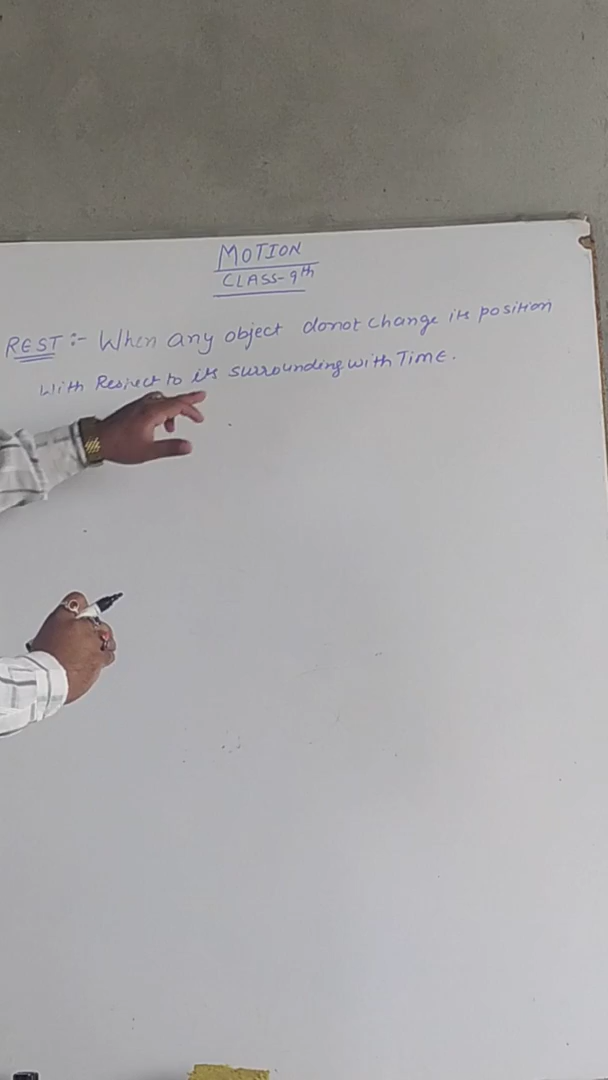 MOTION
CLASS-9th
REST :- When any object donot change its position
With Respect to its surrounding with TIME.